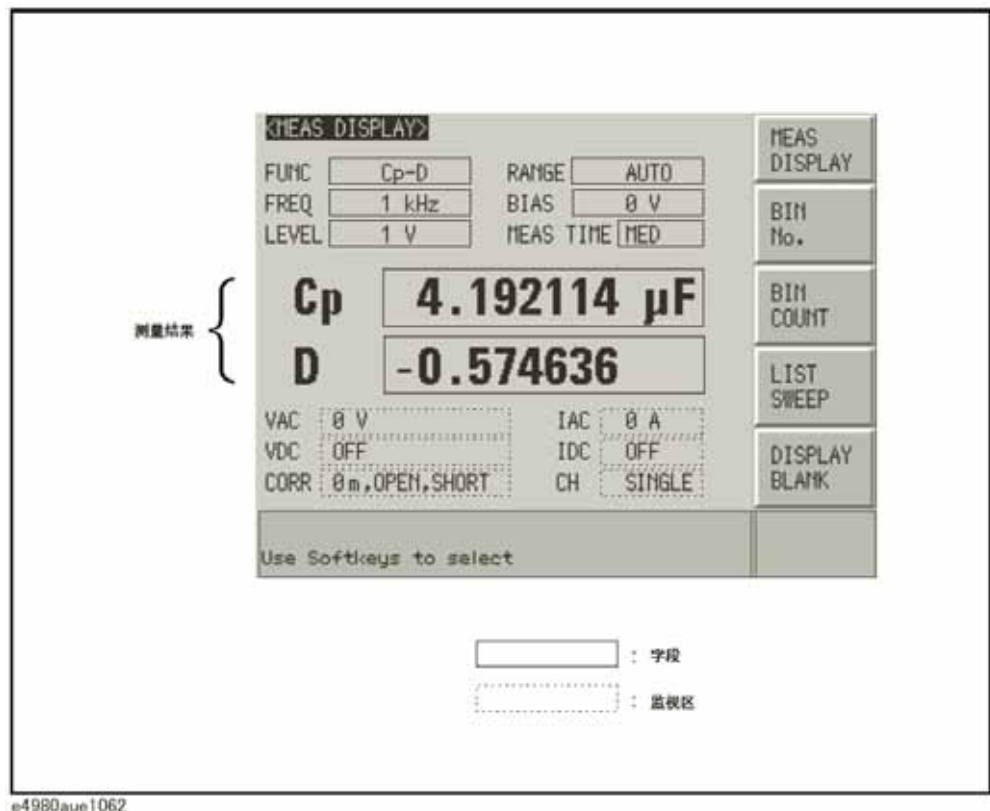 <MEAS DISPLAY>
FUNC Cp-D RANGE AUTO
FREQ 1 kHz BIAS 0 V
LEVEL 1 V MEAS TIME MED
测量结果
Cp 4.192114 µF
D -0.574636
VAC 0 V IAC 0 A
VDC OFF IDC OFF
CORR 0m,OPEN,SHORT CH SINGLE
Use Softkeys to select
MEAS
DISPLAY
BIN
No.
BIN
COUNT
LIST
SWEEP
DISPLAY
BLANK
: 字段
: 监视区
e4980aue1062